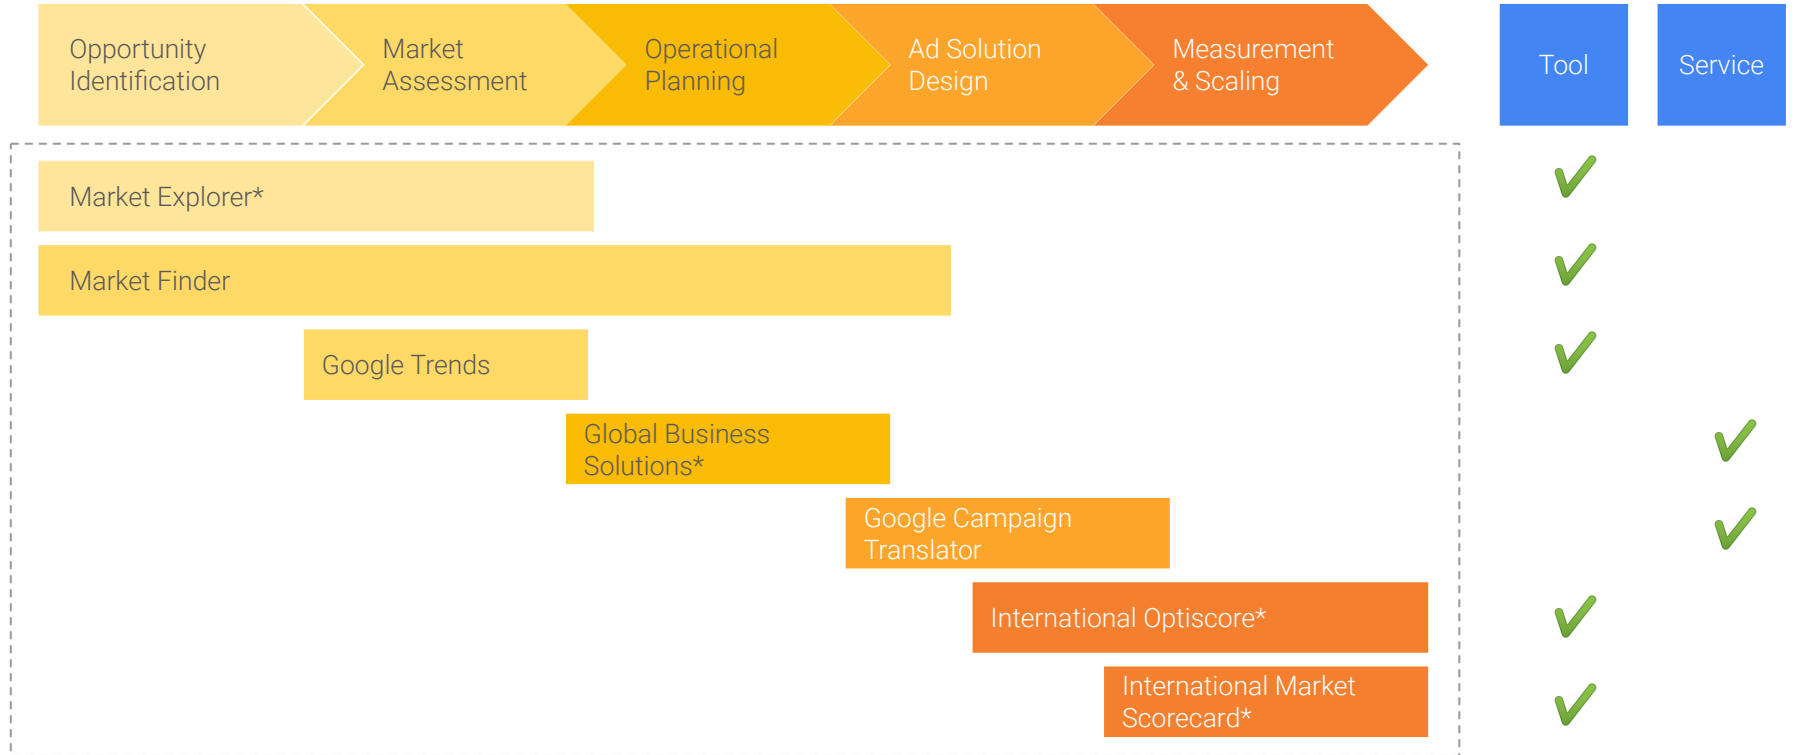 Opportunity
Identification
Market
Assessment
Operational
Planning
Ad Solution
Design
Measurement
& Scaling
Tool
Service
Market Explorer*
Market Finder
Google Trends
Global Business
Solutions*
Google Campaign
Translator
International Optiscore*
International Market
Scorecard*